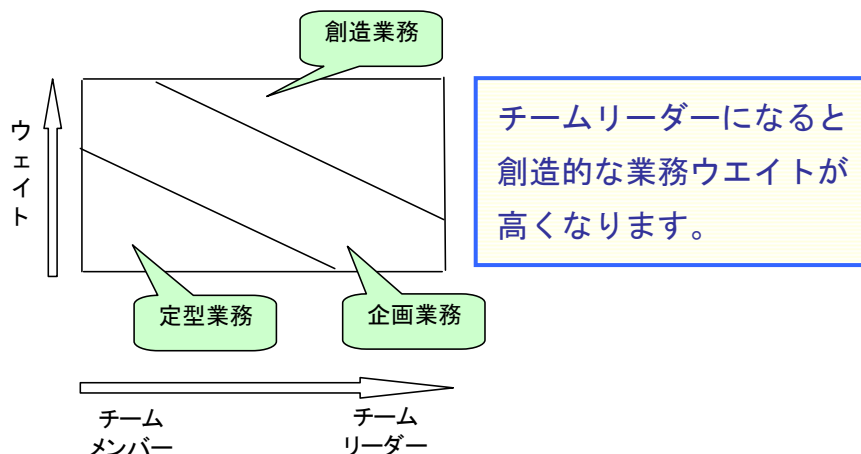 創造業務
ウェイト
チームリーダーになると
創造的な業務ウエイトが
高くなります。
定型業務
企画業務
チーム
メンバー
チーム
リーダー